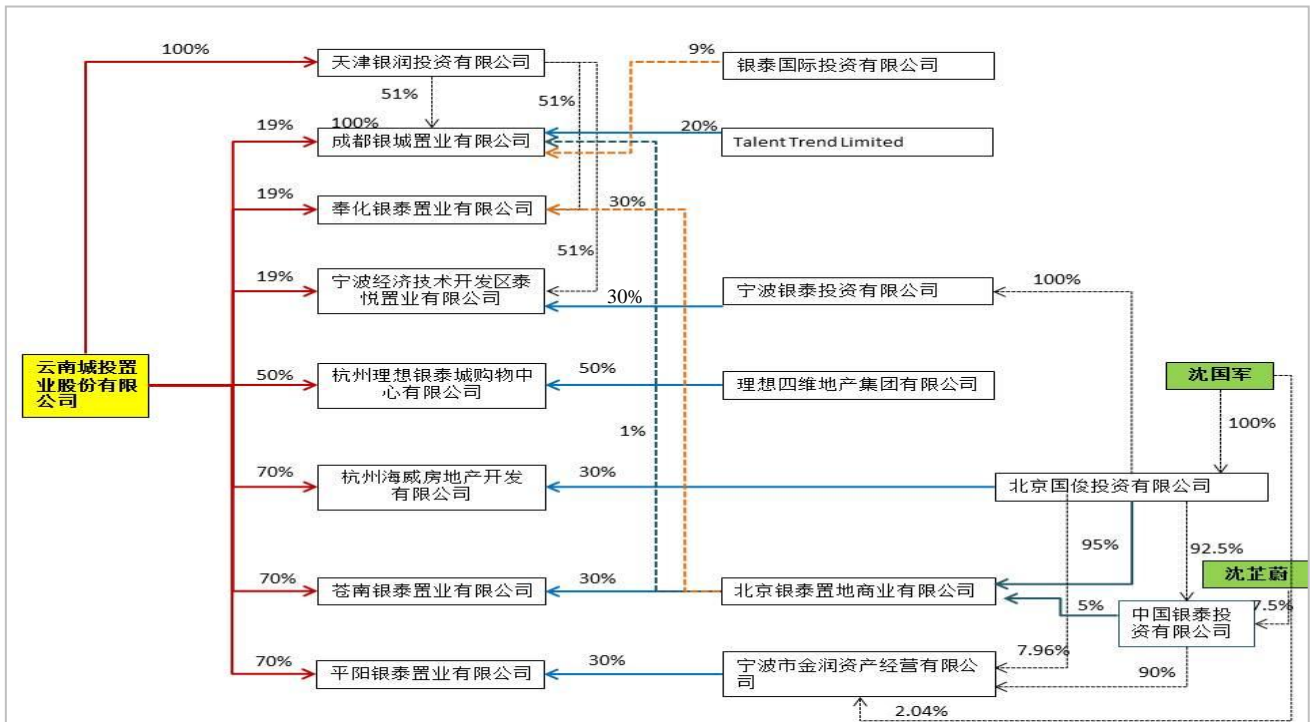 100%
天津银润投资有限公司
9%
银泰国际投资有限公司
51%
51%
100%
19%
成都银城置业有限公司
20%
Talent Trend Limited
19%
奉化银泰置业有限公司
30%
51%
19%
宁波经济技术开发区泰
悦置业有限公司
30%
宁波银泰投资有限公司
100%
云南城投置
业股份有限
公司
50%
杭州理想银泰城购物中
心有限公司
50%
理想四维地产集团有限公司
沈国军
100%
1%
70%
杭州海威房地产开发
有限公司
30%
北京国俊投资有限公司
95%
92.5%
沈芷蔚
70%
苍南银泰置业有限公司
30%
北京银泰置地商业有限公司
5%
中国银泰投
资有限公司
7.5%
70%
平阳银泰置业有限公司
30%
宁波市金润资产经营有限公
司
7.96%
90%
2.04%